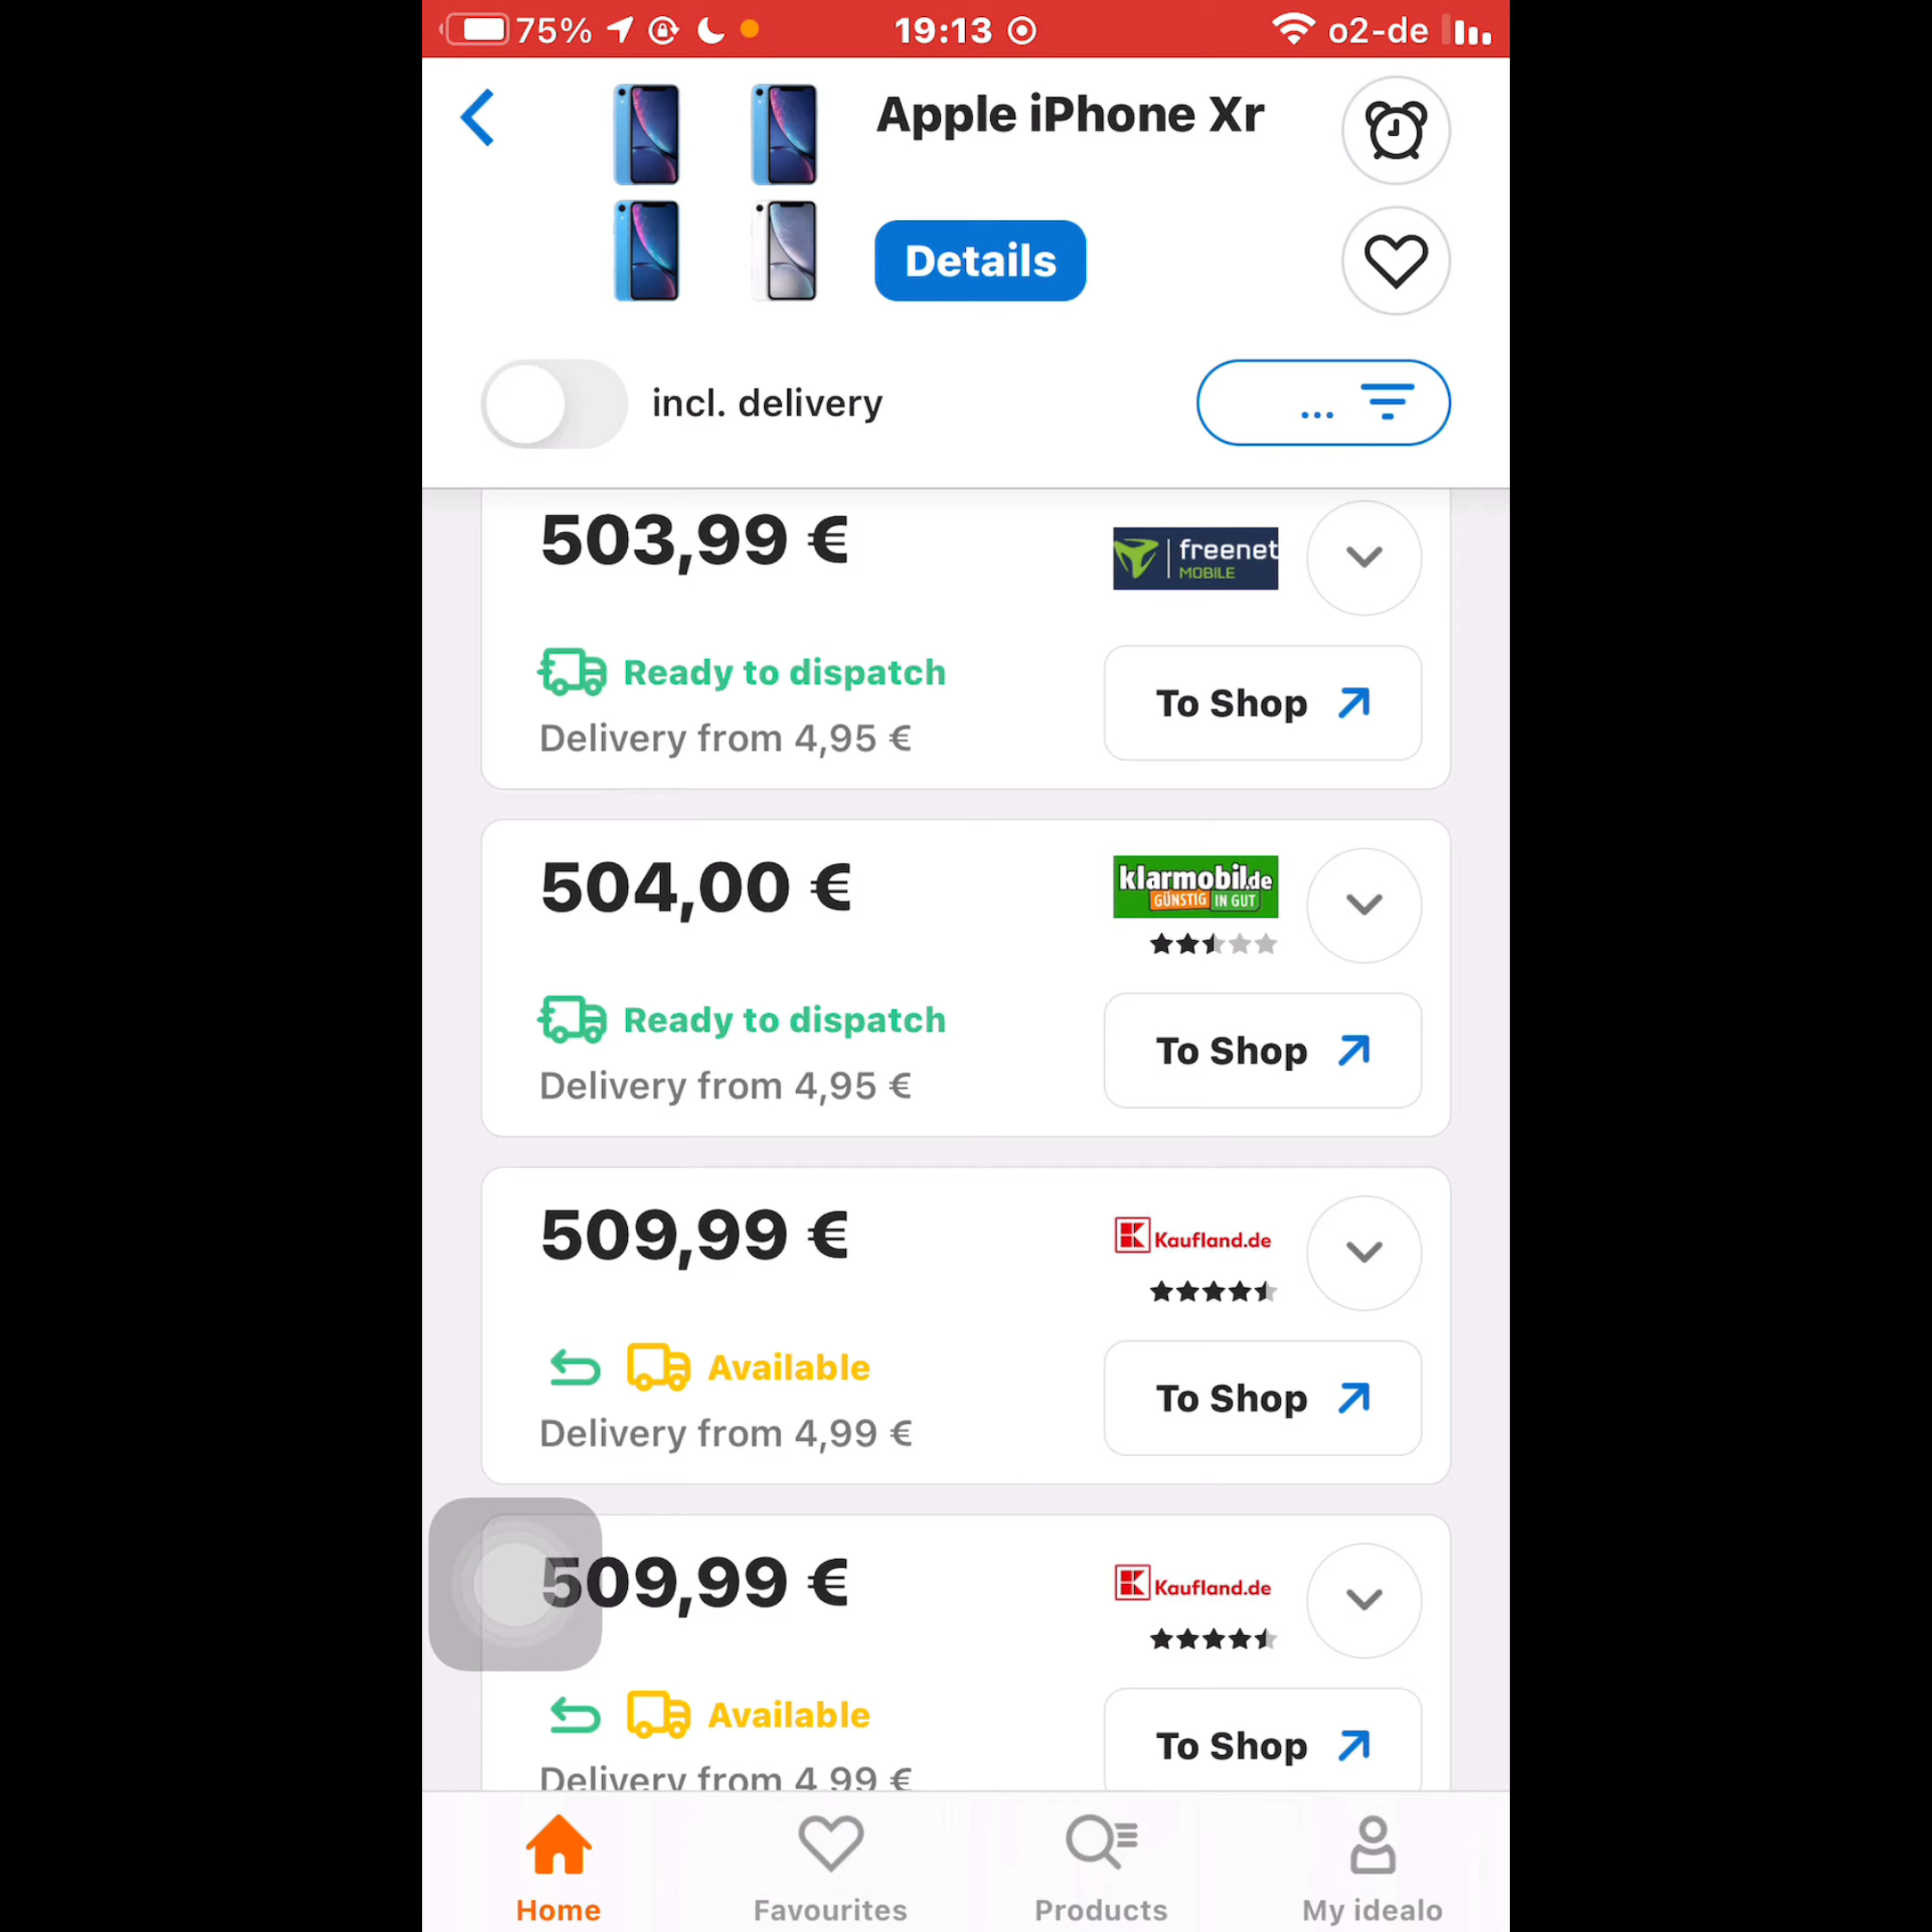 75%
19:13
o2-de
Apple iPhone Xr
Details
incl. delivery
...
503,99 €
freenet
MOBILE
Ready to dispatch
To Shop
Delivery from 4,95 €
504,00 €
klarmobil.de
GÜNSTIG IN GUT
Ready to dispatch
To Shop
Delivery from 4,95 €
509,99 €
Kaufland.de
Available
To Shop
Delivery from 4,99 €
509,99 €
Kaufland.de
Available
To Shop
Delivery from 4,99 €
Home
Favourites
Products
My idealo